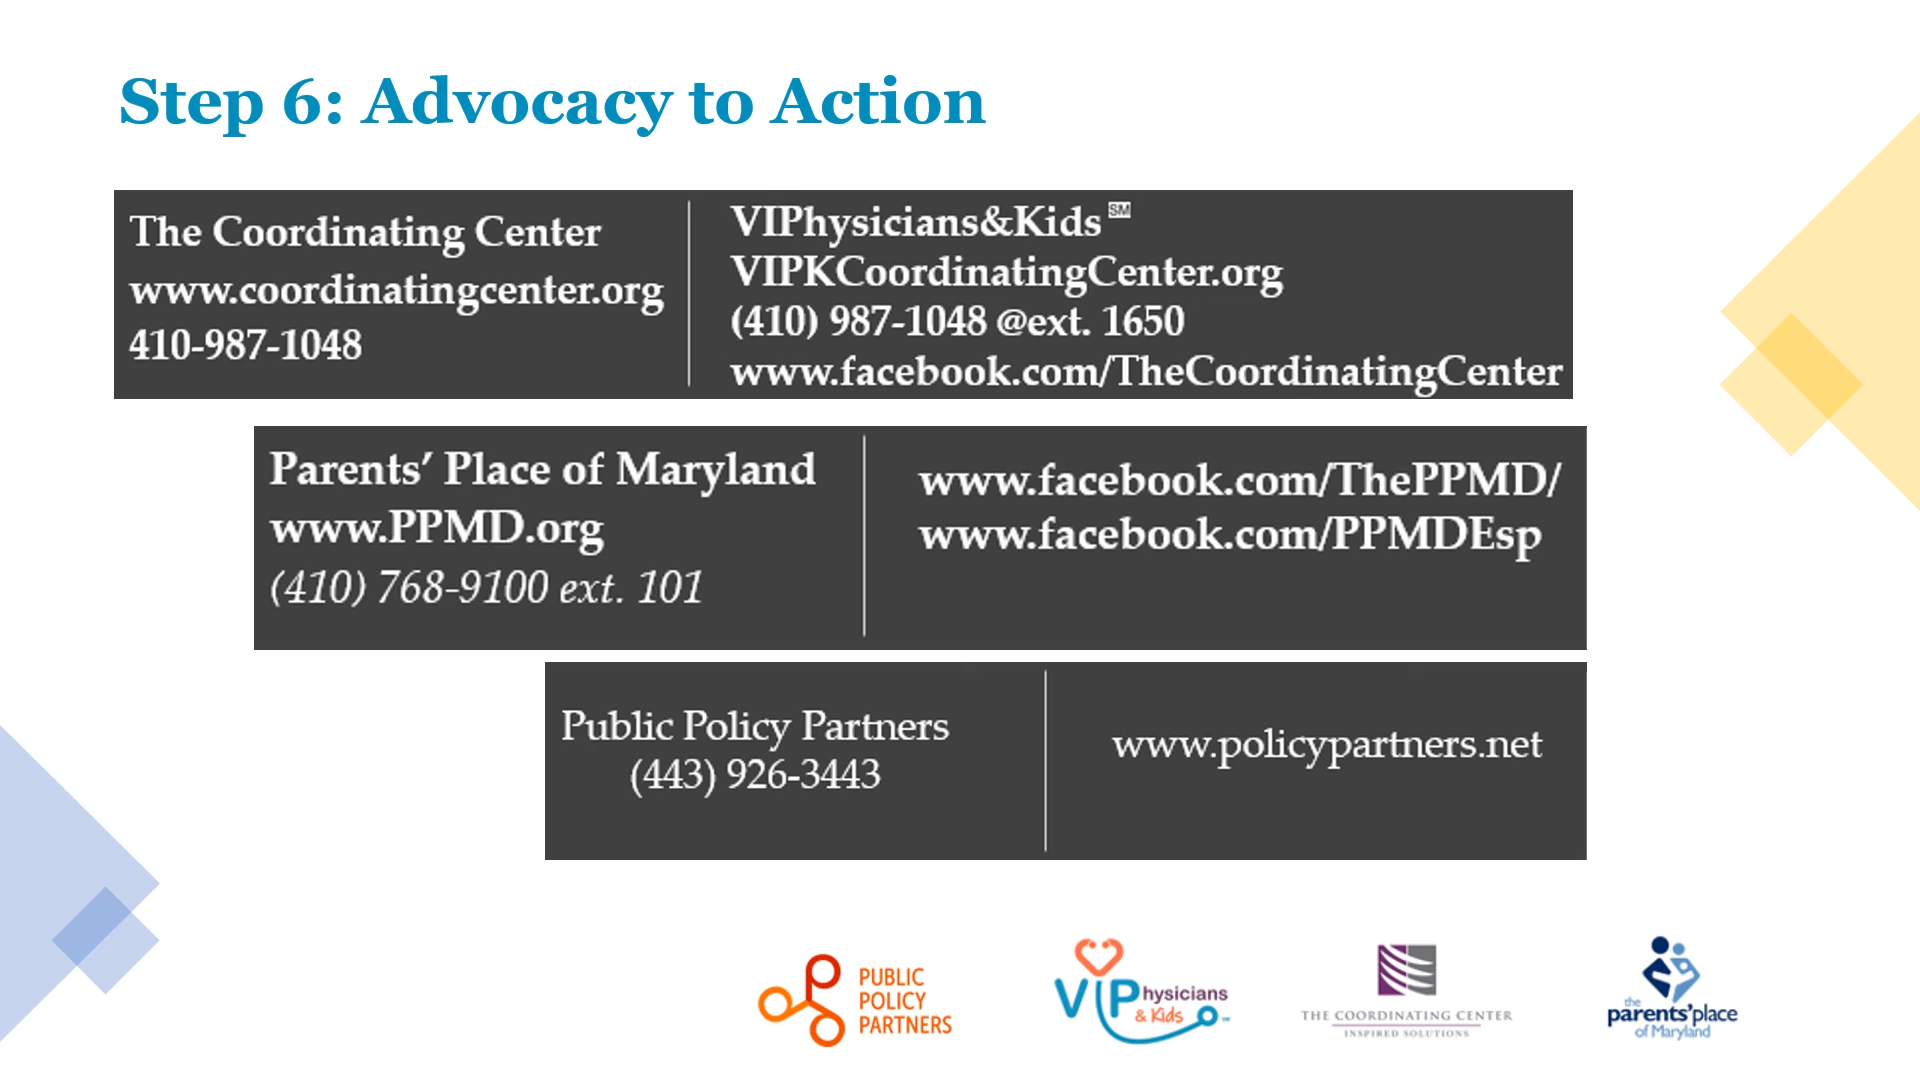 Step 6: Advocacy to Action
The Coordinating Center
www.coordinatingcenter.org
410-987-1048
VIPhysicians&Kids℠
VIPKCoordinatingCenter.org
(410) 987-1048 @ext. 1650
www.facebook.com/TheCoordinatingCenter
Parents’ Place of Maryland
www.PPMD.org
(410) 768-9100 ext. 101
www.facebook.com/ThePPMD/
www.facebook.com/PPMDEsp
Public Policy Partners
(443) 926-3443
www.policypartners.net
PUBLIC
POLICY
PARTNERS
VIPhysicians
& Kids
THE COORDINATING CENTER
INSPIRED SOLUTIONS
the
parents'place
of Maryland